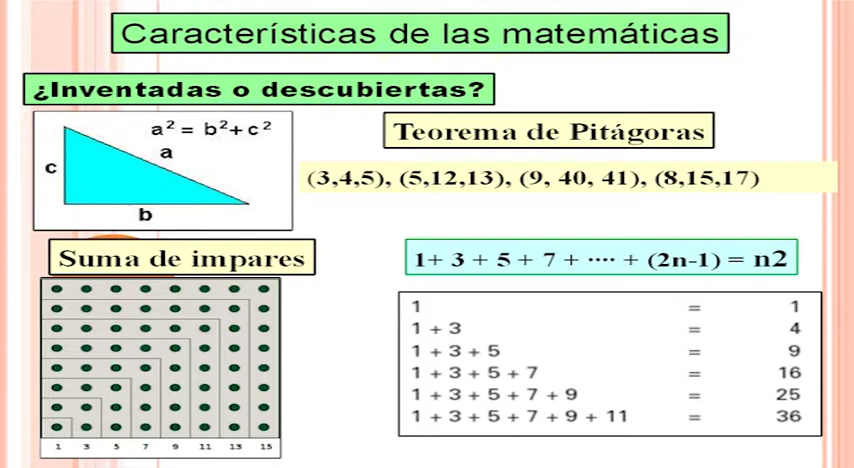 Características de las matemáticas
¿Inventadas o descubiertas?
a² = b²+c²
a
c
b
Teorema de Pitágoras
(3,4,5), (5,12,13), (9, 40, 41), (8,15,17)
Suma de impares
1+ 3 + 5 + 7 + ···· + (2n-1) = n2
1 3 5 7 9 11 13 15
1 = 1
1 + 3 = 4
1 + 3 + 5 = 9
1 + 3 + 5 + 7 = 16
1 + 3 + 5 + 7 + 9 = 25
1 + 3 + 5 + 7 + 9 + 11 = 36